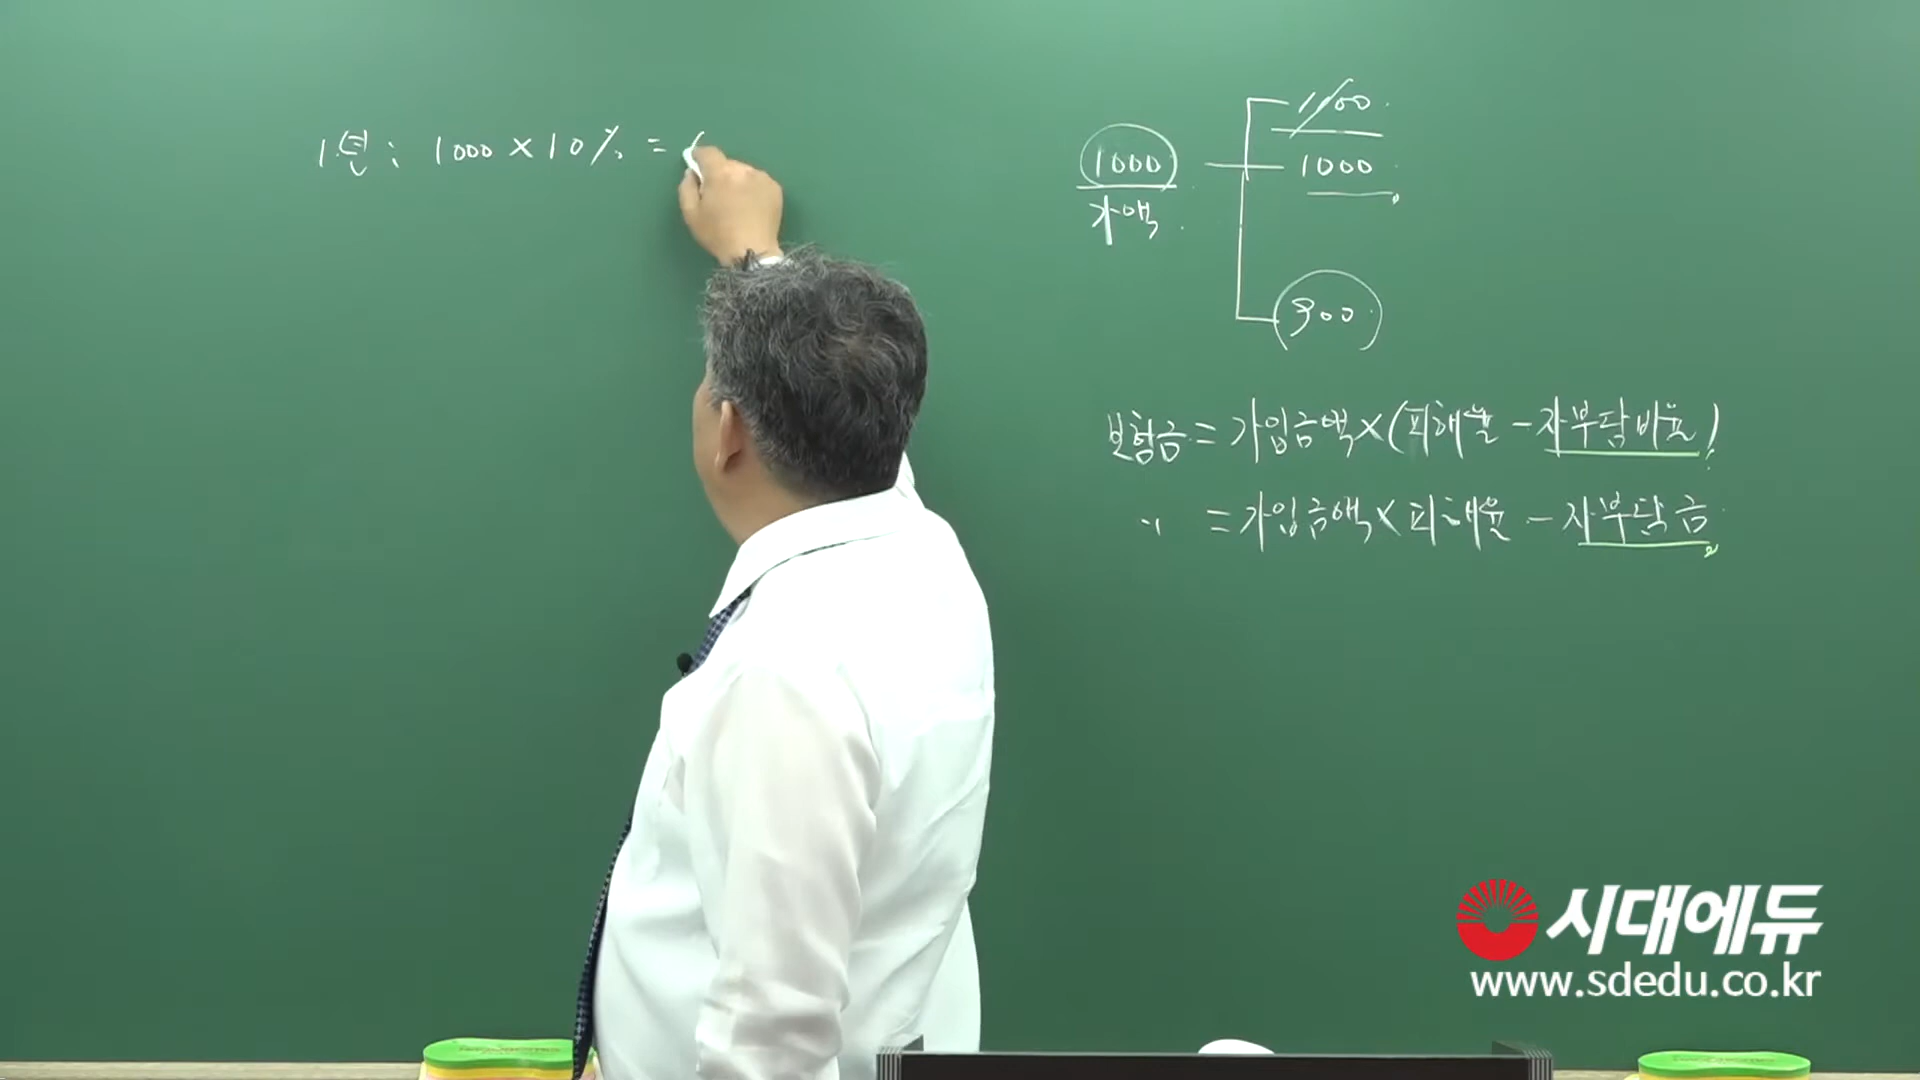 1번 : 1000 × 10% =
1100
1000
1000
가액
900
보험금 = 가입금액 × (피해율 - 자부담비율)
〃 = 가입금액 × 피해율 - 자부담금
시대에듀
www.sdedu.co.kr